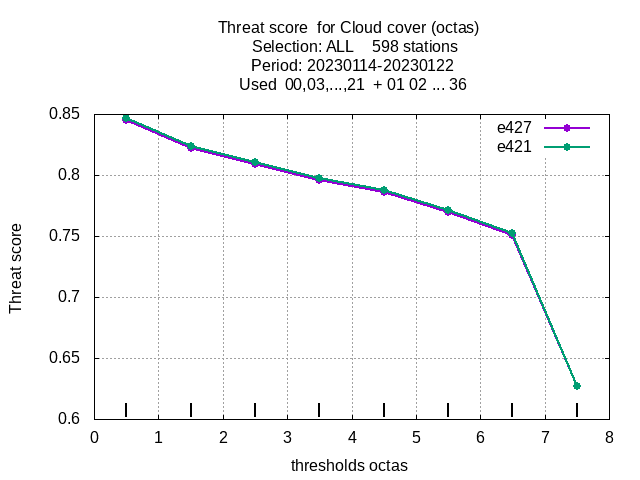 Threat score  for Cloud cover (octas)
Selection: ALL    598 stations
Period: 20230114-20230122
Used  00,03,...,21  + 01 02 ... 36
e427
e421
0.85
0.8
0.75
0.7
0.65
0.6
Threat score
0 1 2 3 4 5 6 7 8
thresholds octas